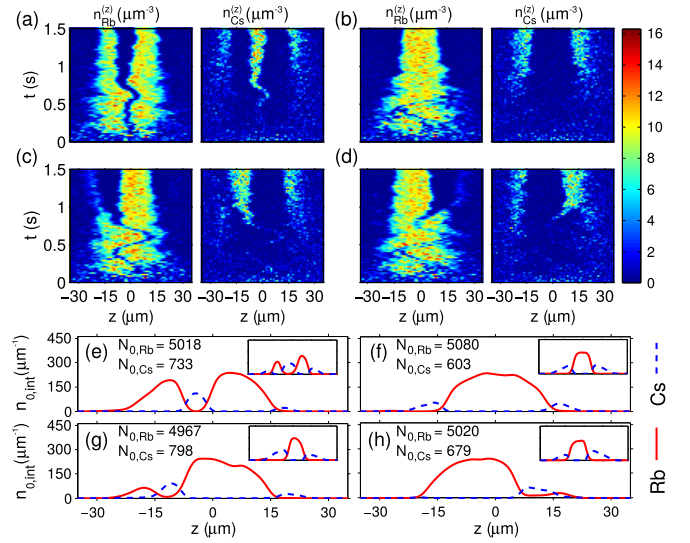 (a) n_Rb^(z) (μm⁻³) n_Cs^(z) (μm⁻³) (b) n_Rb^(z) (μm⁻³) n_Cs^(z) (μm⁻³)
t (s) 1.5 1 0.5 0
16 14 12 10 8 6 4 2 0
(c) (d)
t (s) 1.5 1 0.5 0
−30 −15 0 15 30 −30 −15 0 15 30 −30 −15 0 15 30 −30 −15 0 15 30
z (μm) z (μm) z (μm) z (μm)
n_0,int (μm⁻¹) 450 300 150 0
(e) N_0,Rb = 5018
N_0,Cs = 733
(f) N_0,Rb = 5080
N_0,Cs = 603
n_0,int (μm⁻¹) 450 300 150 0
(g) N_0,Rb = 4967
N_0,Cs = 798
(h) N_0,Rb = 5020
N_0,Cs = 679
−30 −15 0 15 30 −30 −15 0 15 30
z (μm) z (μm)
Cs
Rb